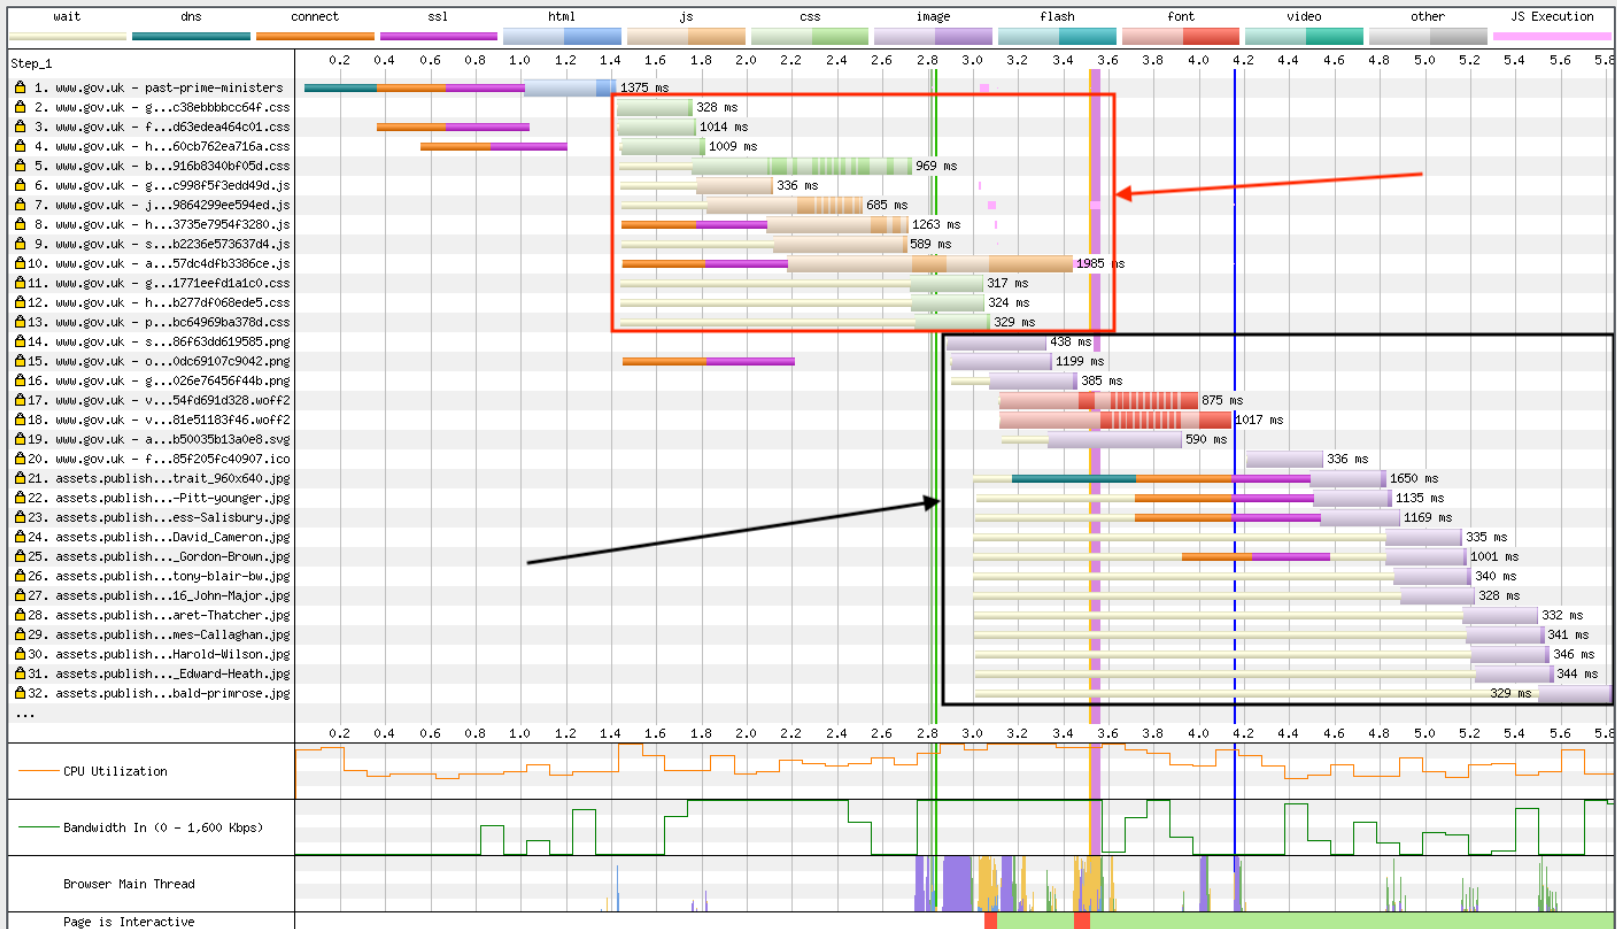 wait dns connect ssl html js css image flash font video other JS Execution
Step_1 0.2 0.4 0.6 0.8 1.0 1.2 1.4 1.6 1.8 2.0 2.2 2.4 2.6 2.8 3.0 3.2 3.4 3.6 3.8 4.0 4.2 4.4 4.6 4.8 5.0 5.2 5.4 5.6 5.8
1. www.gov.uk - past-prime-ministers 1375 ms
2. www.gov.uk - g...c38ebbbbcc64f.css 328 ms
3. www.gov.uk - f...d63edea464c01.css 1014 ms
4. www.gov.uk - h...60cb762ea716a.css 1009 ms
5. www.gov.uk - b...916b8340bf05d.css 969 ms
6. www.gov.uk - g...c998f5f3edd49d.js 336 ms
7. www.gov.uk - j...9864299ee594ed.js 685 ms
8. www.gov.uk - h...3735e7954f3280.js 1263 ms
9. www.gov.uk - s...b2236e573637d4.js 589 ms
10. www.gov.uk - a...57dc4dfb3386ce.js 1985 ms
11. www.gov.uk - g...1771eefd1a1c0.css 317 ms
12. www.gov.uk - h...b277df068ede5.css 324 ms
13. www.gov.uk - p...bc64969ba378d.css 329 ms
14. www.gov.uk - s...86f63dd619585.png 438 ms
15. www.gov.uk - o...0dc69107c9042.png 1199 ms
16. www.gov.uk - g...026e76456f44b.png 385 ms
17. www.gov.uk - v...54fd691d328.woff2 875 ms
18. www.gov.uk - v...81e51183f46.woff2 1017 ms
19. www.gov.uk - a...b50035b13a0e8.svg 590 ms
20. www.gov.uk - f...85f205fc40907.ico 336 ms
21. assets.publish...trait_960x640.jpg 1650 ms
22. assets.publish...-Pitt-younger.jpg 1135 ms
23. assets.publish...ess-Salisbury.jpg 1169 ms
24. assets.publish...David_Cameron.jpg 335 ms
25. assets.publish..._Gordon-Brown.jpg 1001 ms
26. assets.publish...tony-blair-bw.jpg 340 ms
27. assets.publish...16_John-Major.jpg 328 ms
28. assets.publish...aret-Thatcher.jpg 332 ms
29. assets.publish...mes-Callaghan.jpg 341 ms
30. assets.publish...Harold-Wilson.jpg 346 ms
31. assets.publish..._Edward-Heath.jpg 344 ms
32. assets.publish...bald-primrose.jpg 329 ms
...
0.2 0.4 0.6 0.8 1.0 1.2 1.4 1.6 1.8 2.0 2.2 2.4 2.6 2.8 3.0 3.2 3.4 3.6 3.8 4.0 4.2 4.4 4.6 4.8 5.0 5.2 5.4 5.6 5.8
CPU Utilization
Bandwidth In (0 - 1,600 Kbps)
Browser Main Thread
Page is Interactive